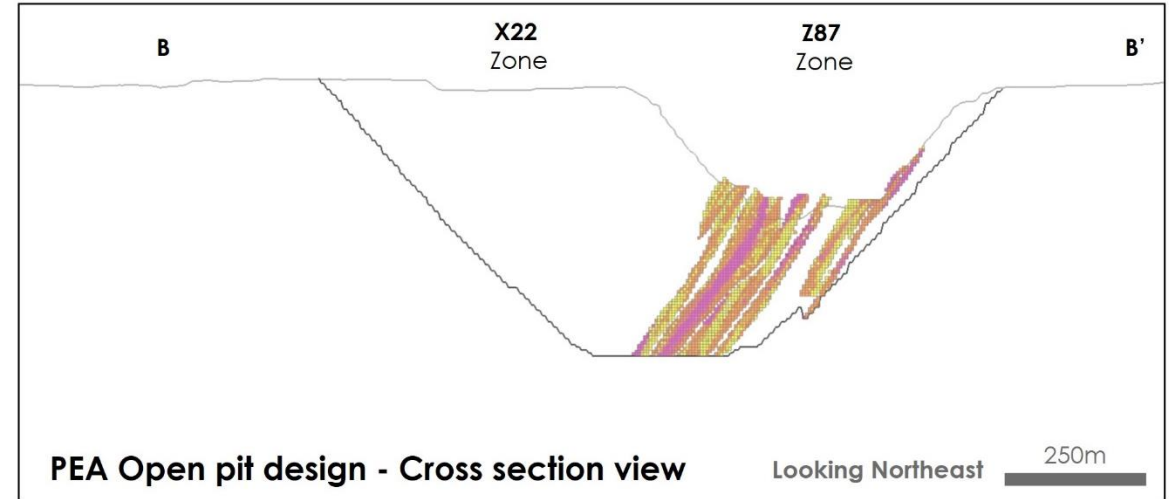 B
X22
Zone
Z87
Zone
B'
PEA Open pit design - Cross section view
Looking Northeast
250m